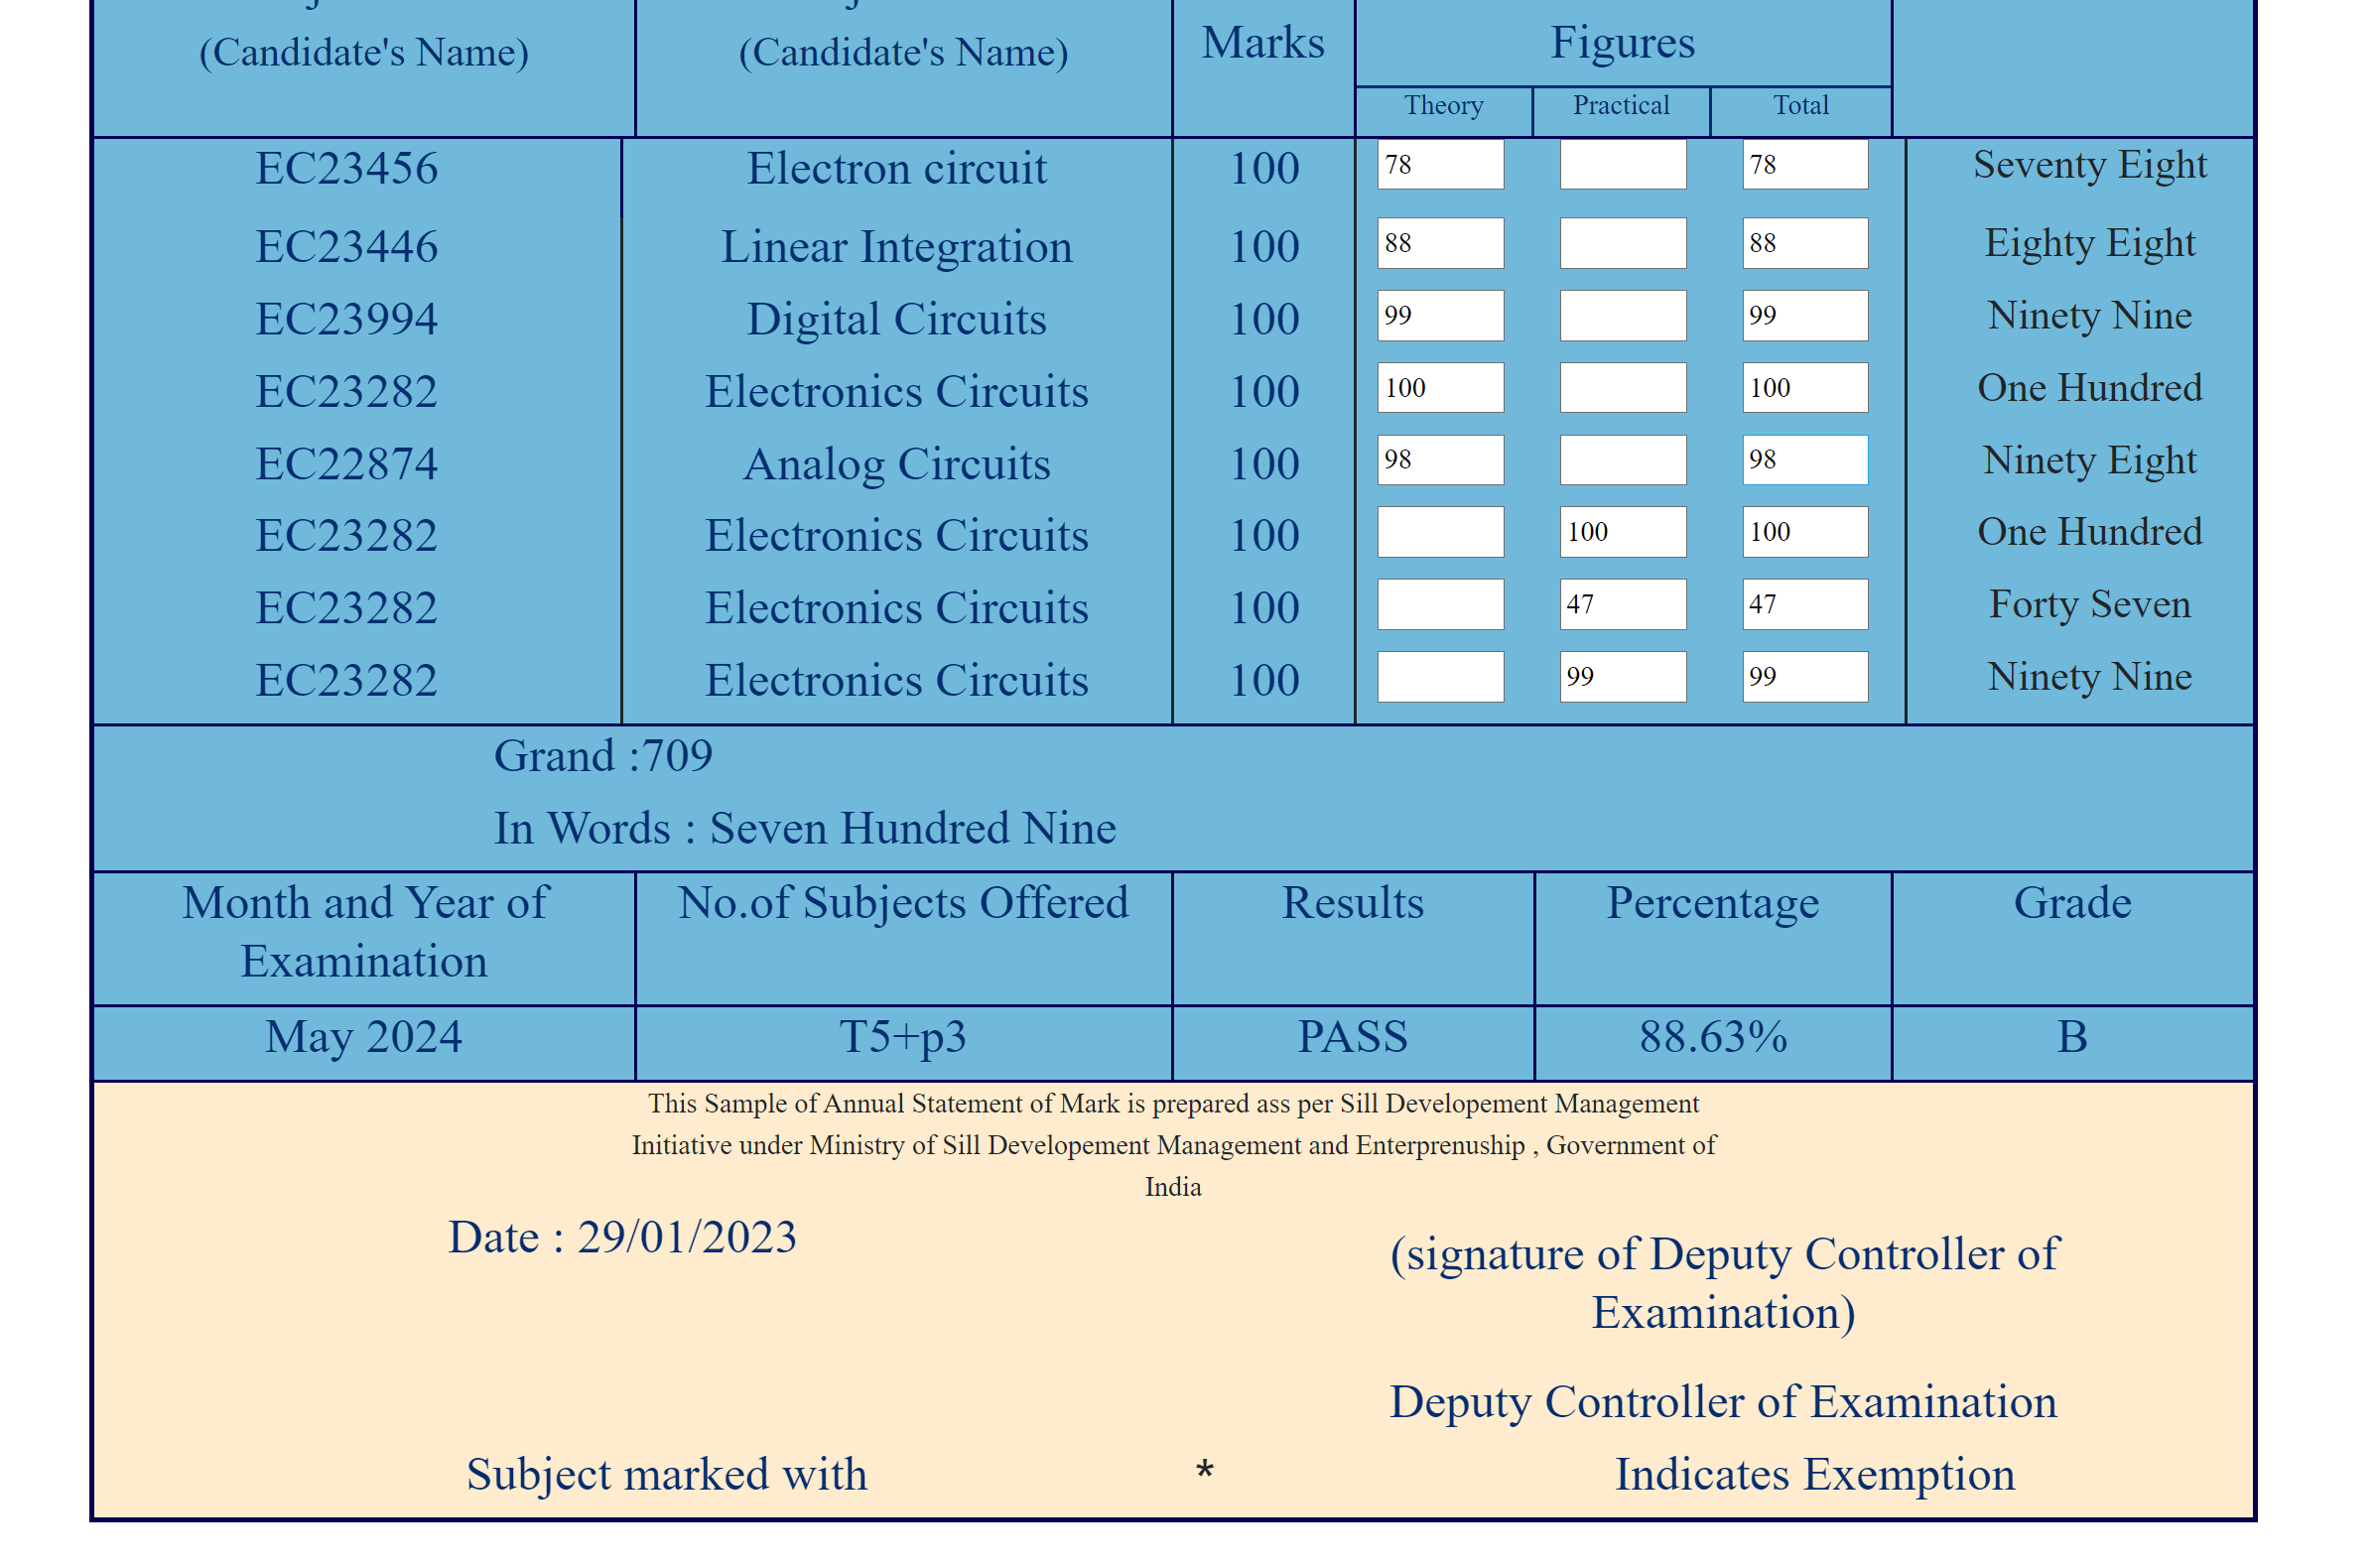 (Candidate's Name) (Candidate's Name) Marks Figures
Theory Practical Total
EC23456 Electron circuit 100 78 78 Seventy Eight
EC23446 Linear Integration 100 88 88 Eighty Eight
EC23994 Digital Circuits 100 99 99 Ninety Nine
EC23282 Electronics Circuits 100 100 100 One Hundred
EC22874 Analog Circuits 100 98 98 Ninety Eight
EC23282 Electronics Circuits 100 100 100 One Hundred
EC23282 Electronics Circuits 100 47 47 Forty Seven
EC23282 Electronics Circuits 100 99 99 Ninety Nine
Grand :709
In Words : Seven Hundred Nine
Month and Year of No.of Subjects Offered Results Percentage Grade
Examination
May 2024 T5+p3 PASS 88.63% B
This Sample of Annual Statement of Mark is prepared ass per Sill Developement Management
Initiative under Ministry of Sill Developement Management and Enterprenuship , Government of
India
Date : 29/01/2023
(signature of Deputy Controller of
Examination)
Deputy Controller of Examination
Subject marked with * Indicates Exemption